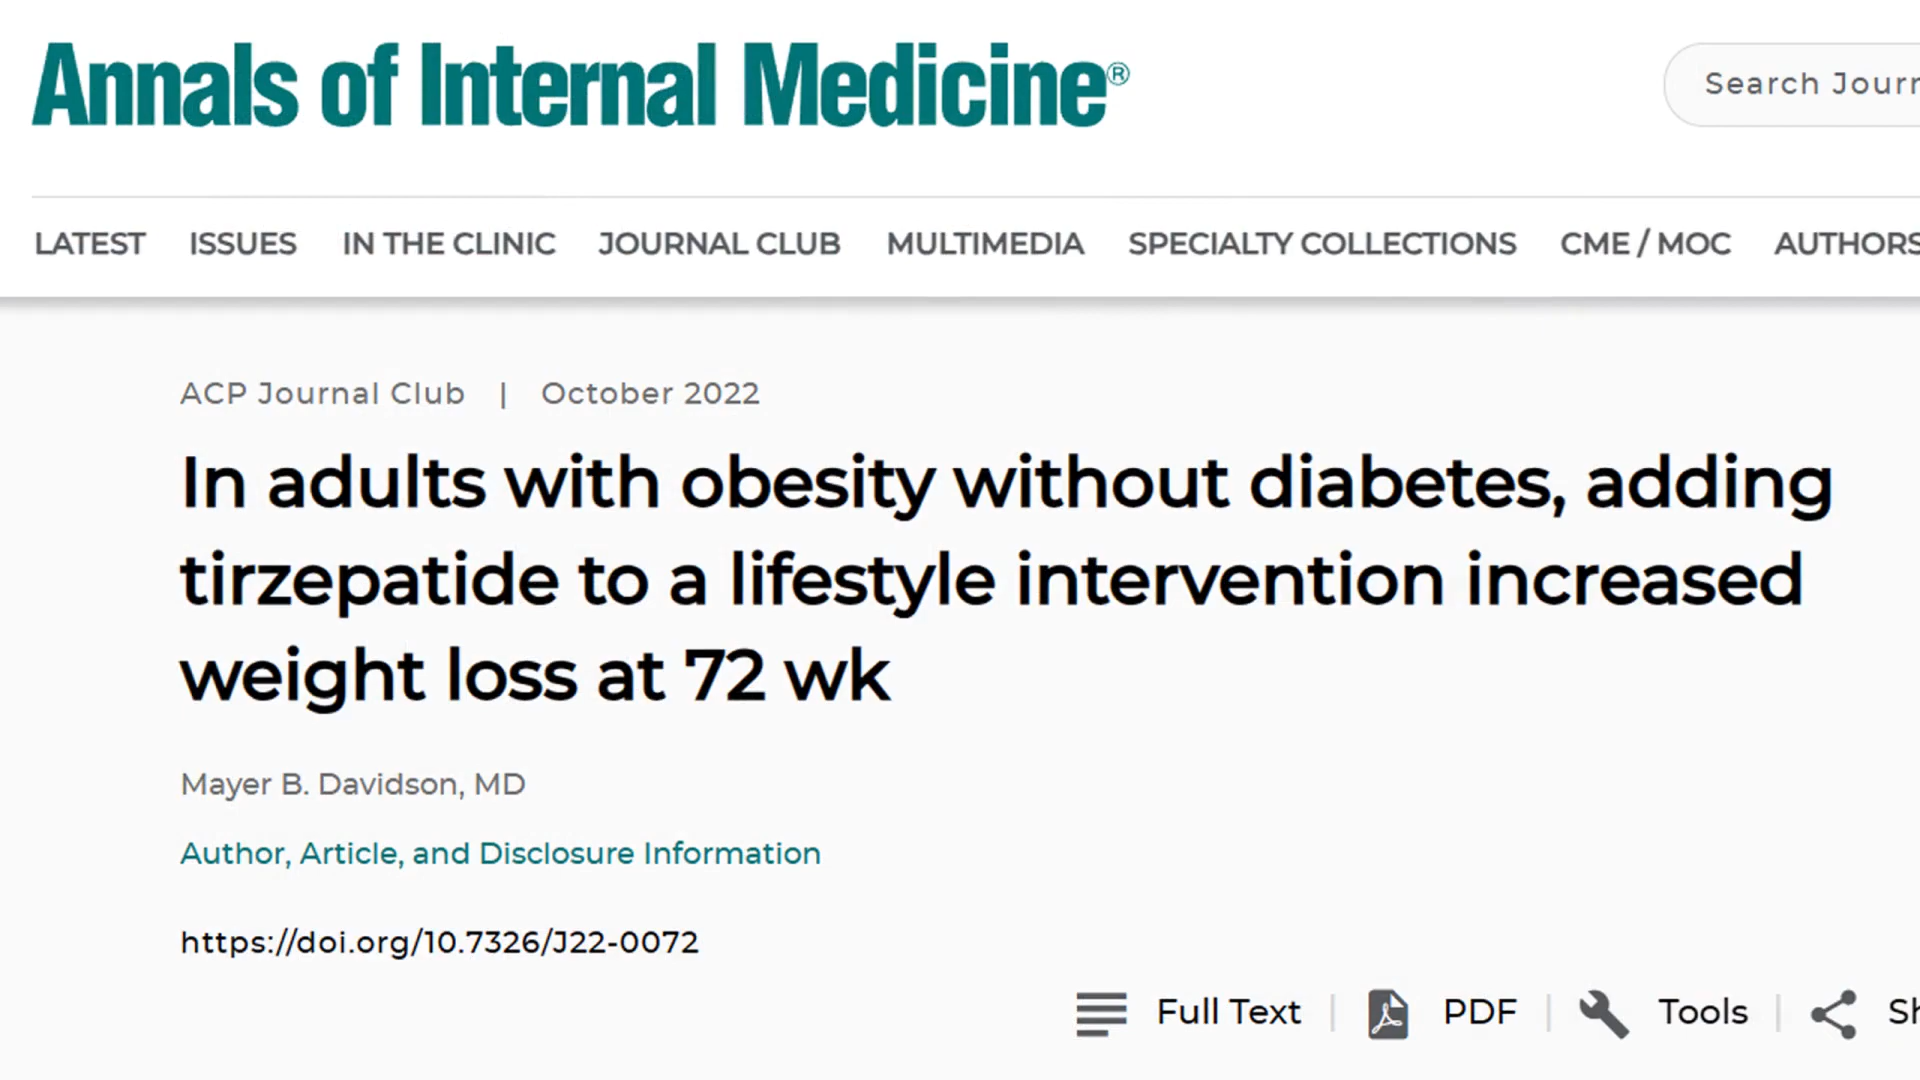 Annals of Internal Medicine®
Search Journ
LATEST ISSUES IN THE CLINIC JOURNAL CLUB MULTIMEDIA SPECIALTY COLLECTIONS CME / MOC AUTHORS
ACP Journal Club | October 2022
In adults with obesity without diabetes, adding
tirzepatide to a lifestyle intervention increased
weight loss at 72 wk
Mayer B. Davidson, MD
Author, Article, and Disclosure Information
https://doi.org/10.7326/J22-0072
Full Text | PDF | Tools | Sh